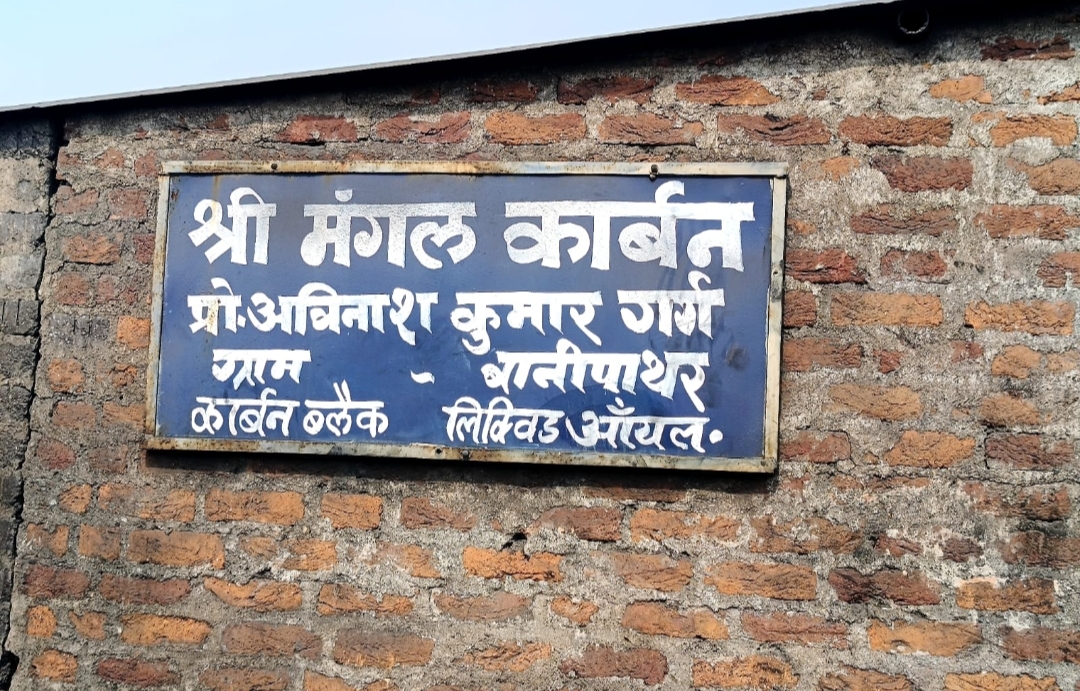 श्री मंगल कार्बन
प्रो.अविनाश कुमार गर्ग
ग्राम - बानीपाथर
कार्बन ब्लैक लिक्विड ऑयल.